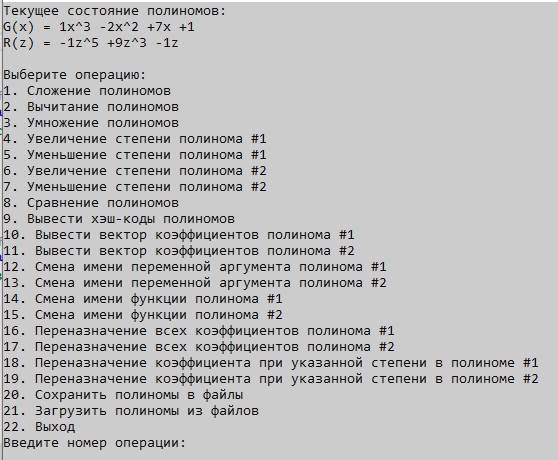 Текущее состояние полиномов:
G(x) = 1x^3 -2x^2 +7x +1
R(z) = -1z^5 +9z^3 -1z
Выберите операцию:
1. Сложение полиномов
2. Вычитание полиномов
3. Умножение полиномов
4. Увеличение степени полинома #1
5. Уменьшение степени полинома #1
6. Увеличение степени полинома #2
7. Уменьшение степени полинома #2
8. Сравнение полиномов
9. Вывести хэш-коды полиномов
10. Вывести вектор коэффициентов полинома #1
11. Вывести вектор коэффициентов полинома #2
12. Смена имени переменной аргумента полинома #1
13. Смена имени переменной аргумента полинома #2
14. Смена имени функции полинома #1
15. Смена имени функции полинома #2
16. Переназначение всех коэффициентов полинома #1
17. Переназначение всех коэффициентов полинома #2
18. Переназначение коэффициента при указанной степени в полиноме #1
19. Переназначение коэффициента при указанной степени в полиноме #2
20. Сохранить полиномы в файлы
21. Загрузить полиномы из файлов
22. Выход
Введите номер операции: